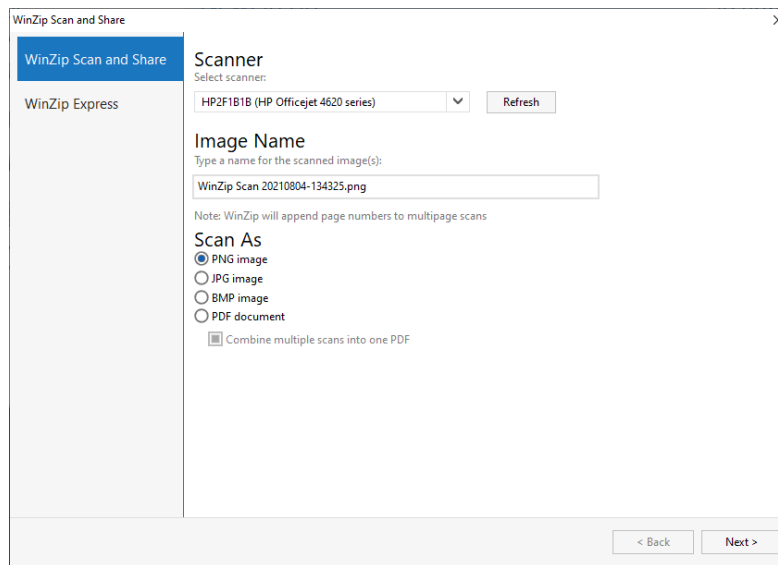 WinZip Scan and Share
WinZip Scan and Share
WinZip Express
Scanner
Select scanner:
HP2F1B1B (HP Officejet 4620 series)
Refresh
Image Name
Type a name for the scanned image(s):
WinZip Scan 20210804-134325.png
Note: WinZip will append page numbers to multipage scans
Scan As
PNG image
JPG image
BMP image
PDF document
Combine multiple scans into one PDF
< Back
Next >